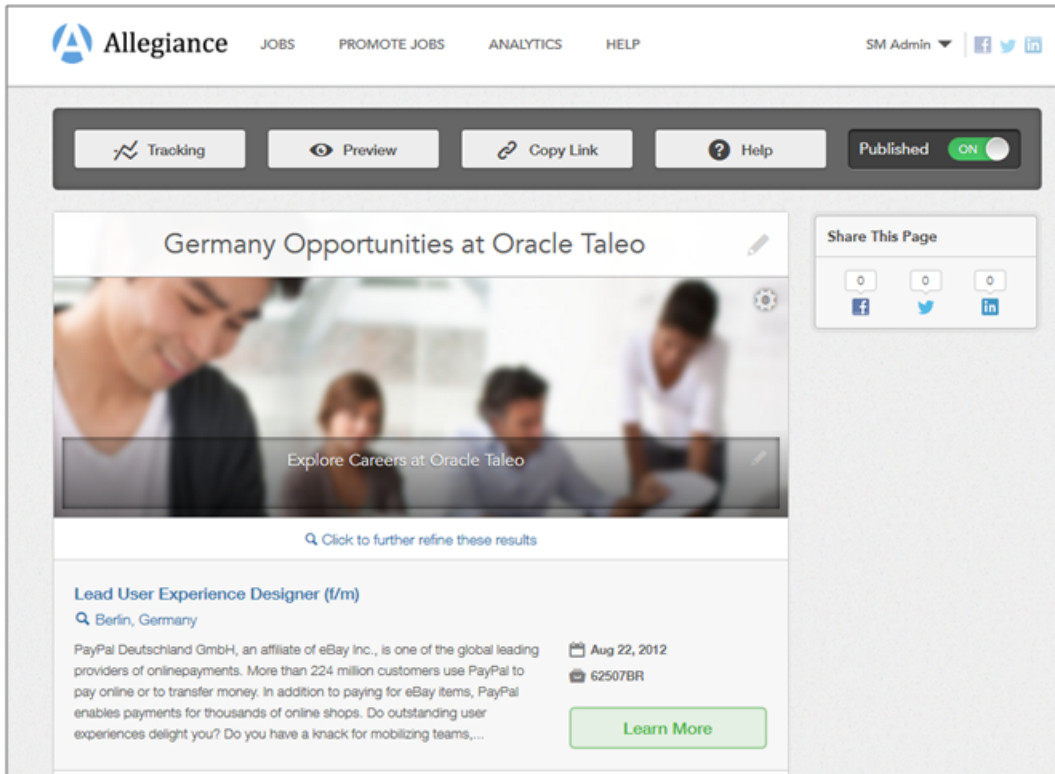 Allegiance JOBS PROMOTE JOBS ANALYTICS HELP SM Admin
Tracking Preview Copy Link Help Published ON
Germany Opportunities at Oracle Taleo
Share This Page
0 0 0
Explore Careers at Oracle Taleo
Click to further refine these results
Lead User Experience Designer (f/m)
Berlin, Germany
PayPal Deutschland GmbH, an affiliate of eBay Inc., is one of the global leading
providers of onlinepayments. More than 224 million customers use PayPal to
pay online or to transfer money. In addition to paying for eBay items, PayPal
enables payments for thousands of online shops. Do outstanding user
experiences delight you? Do you have a knack for mobilizing teams,...
Aug 22, 2012
62507BR
Learn More